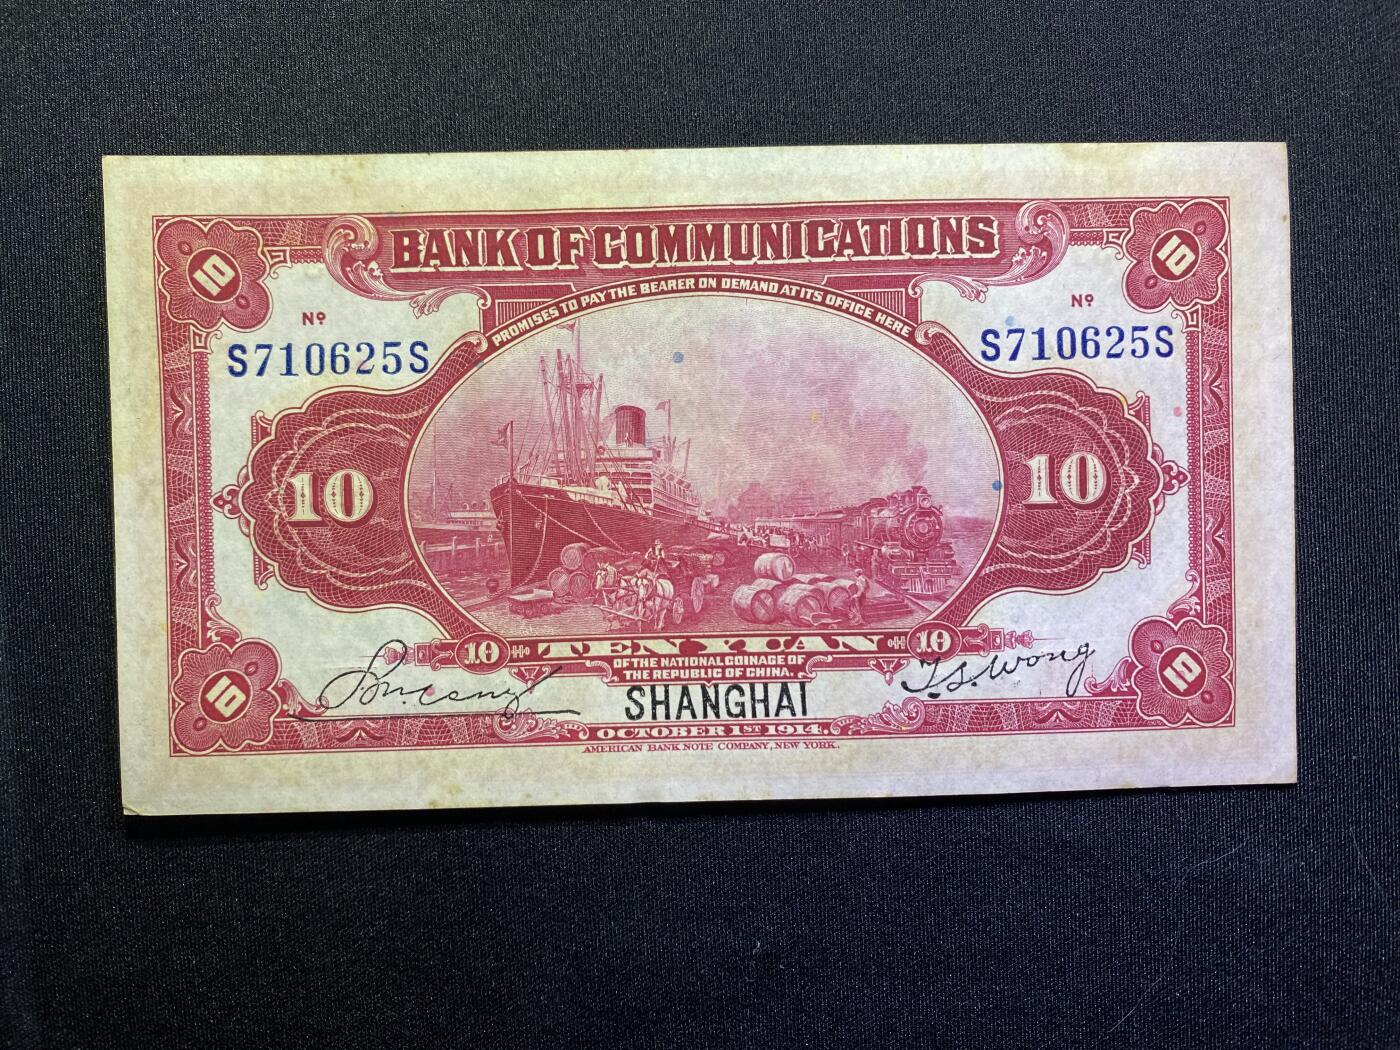 10
BANK OF COMMUNICATIONS
10
PROMISES TO PAY THE BEARER ON DEMAND AT ITS OFFICE HERE
Nº
Nº
S710625S
S710625S
10
10
10 TEN YUAN 10
OF THE NATIONAL COINAGE OF
THE REPUBLIC OF CHINA.
T. S. Wong
10
SHANGHAI
10
OCTOBER 1ST 1914.
AMERICAN BANK NOTE COMPANY, NEW YORK.